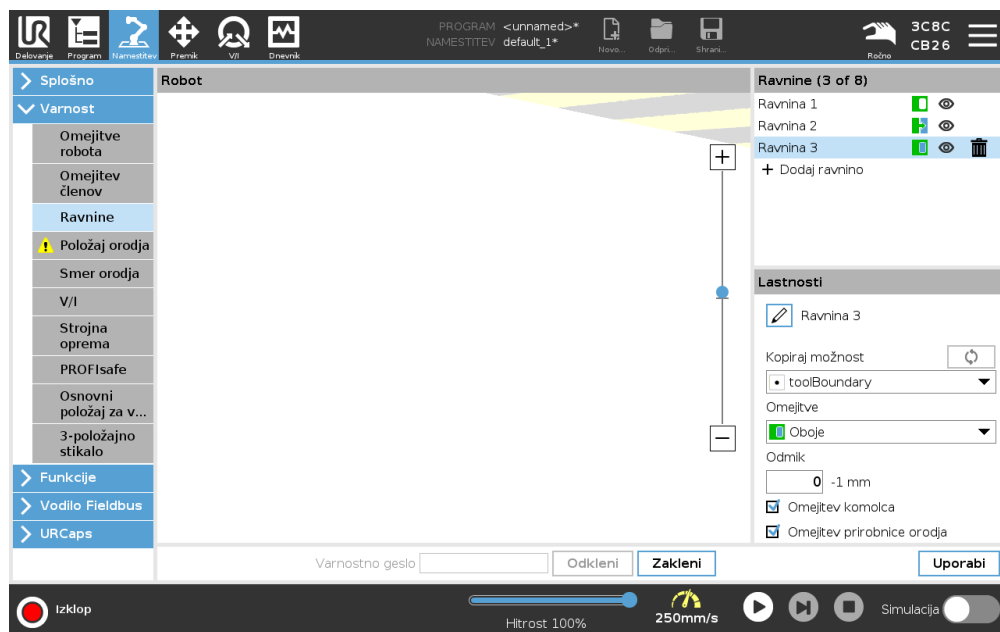 PROGRAM <unnamed>*
NAMESTITEV default_1*
Delovanje
Program
Namestitev
Premik
V/I
Dnevnik
Novo...
Odpri...
Shrani...
Ročno
3C8C
CB26
Splošno
Varnost
Omejitve
robota
Omejitev
členov
Ravnine
Položaj orodja
Smer orodja
V/I
Strojna
oprema
PROFIsafe
Osnovni
položaj za v...
3-položajno
stikalo
Funkcije
Vodilo Fieldbus
URCaps
Robot
Ravnine (3 of 8)
Ravnina 1
Ravnina 2
Ravnina 3
+ Dodaj ravnino
Lastnosti
Ravnina 3
Kopiraj možnost
toolBoundary
Omejitve
Oboje
Odmik
0 -1 mm
Omejitev komolca
Omejitev prirobnice orodja
Varnostno geslo
Odkleni
Zakleni
Uporabi
Izklop
Hitrost 100%
250mm/s
Simulacija